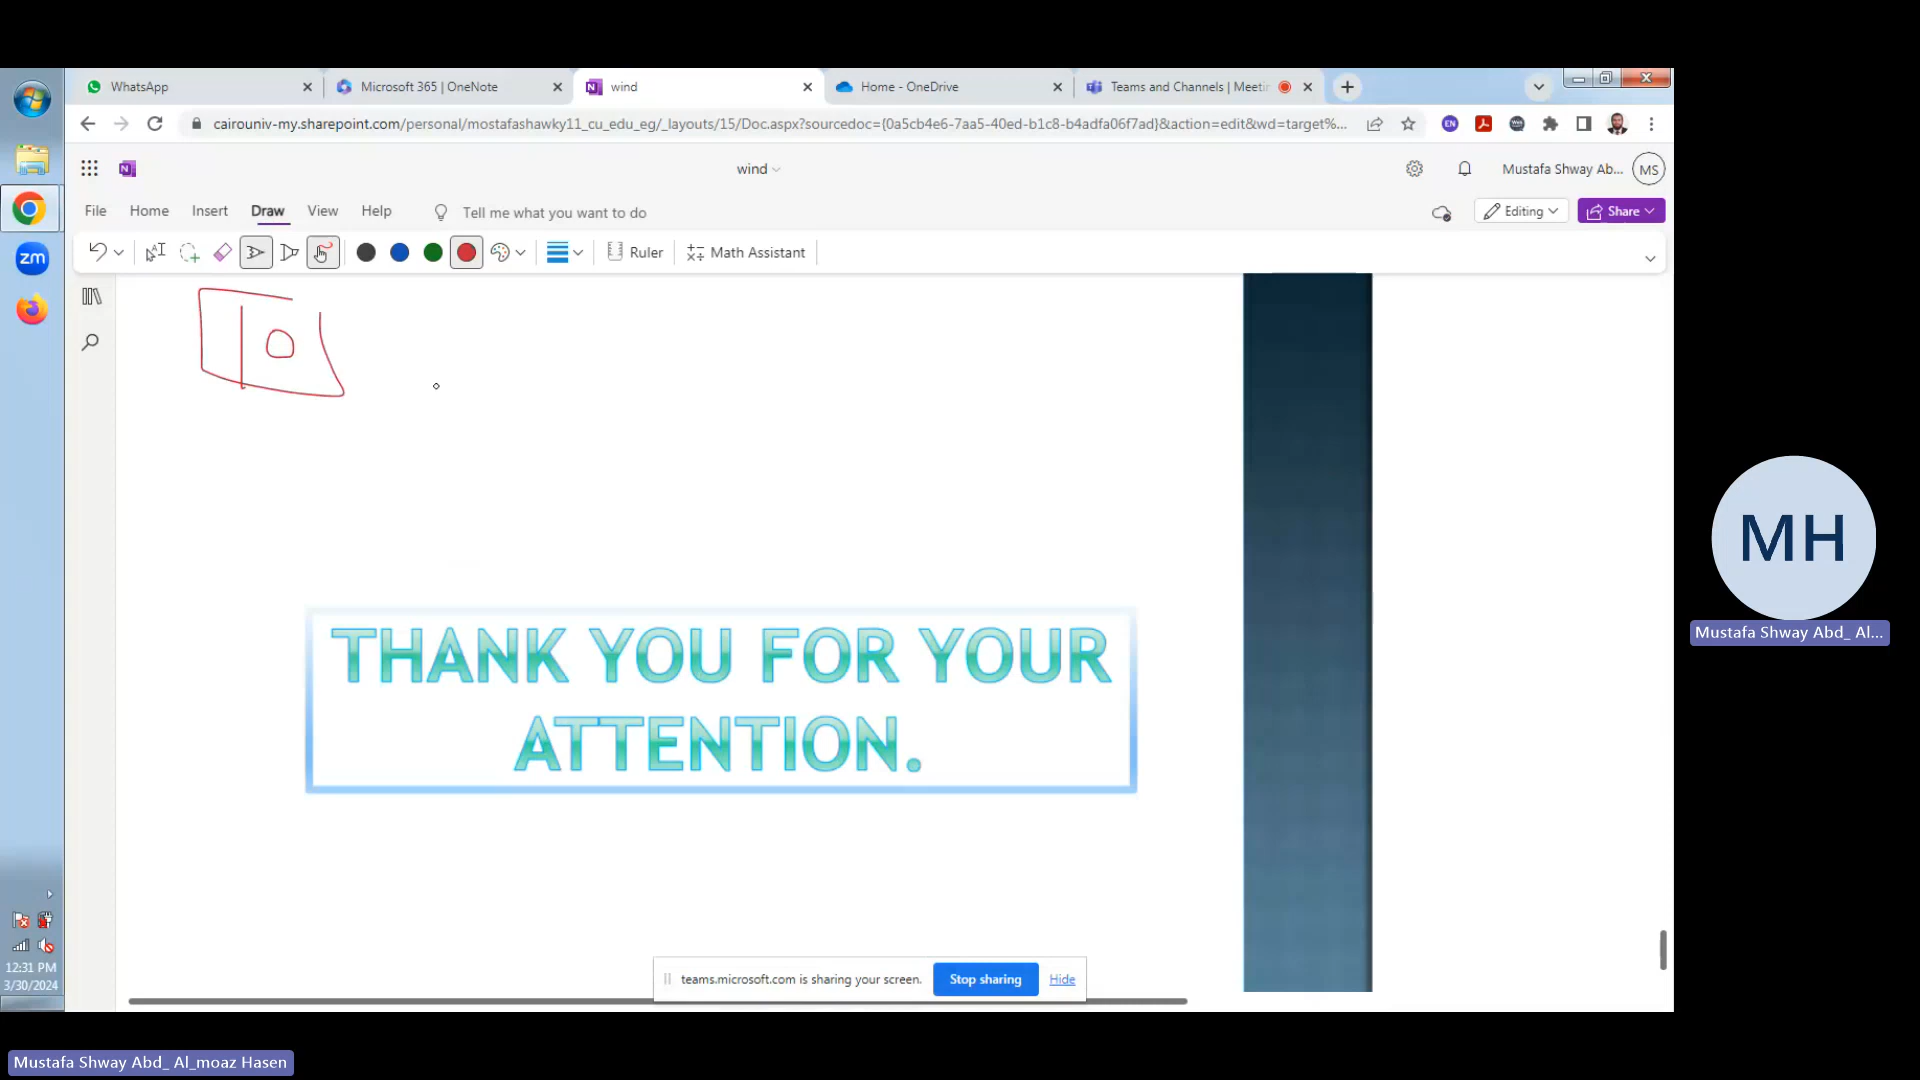 WhatsApp
Microsoft 365 | OneNote
wind
Home - OneDrive
Teams and Channels | Meetin
cairouniv-my.sharepoint.com/personal/mostafashawky11_cu_edu_eg/_layouts/15/Doc.aspx?sourcedoc={0a5cb4e6-7aa5-40ed-b1c8-b4adfa06f7ad}&action=edit&wd=target%...
EN
wind
Mustafa Shway Ab...
MS
File
Home
Insert
Draw
View
Help
Tell me what you want to do
Editing
Share
Ruler
Math Assistant
zm
THANK YOU FOR YOUR
ATTENTION.
MH
Mustafa Shway Abd_ Al...
12:31 PM
3/30/2024
teams.microsoft.com is sharing your screen.
Stop sharing
Hide
Mustafa Shway Abd_ Al_moaz Hasen